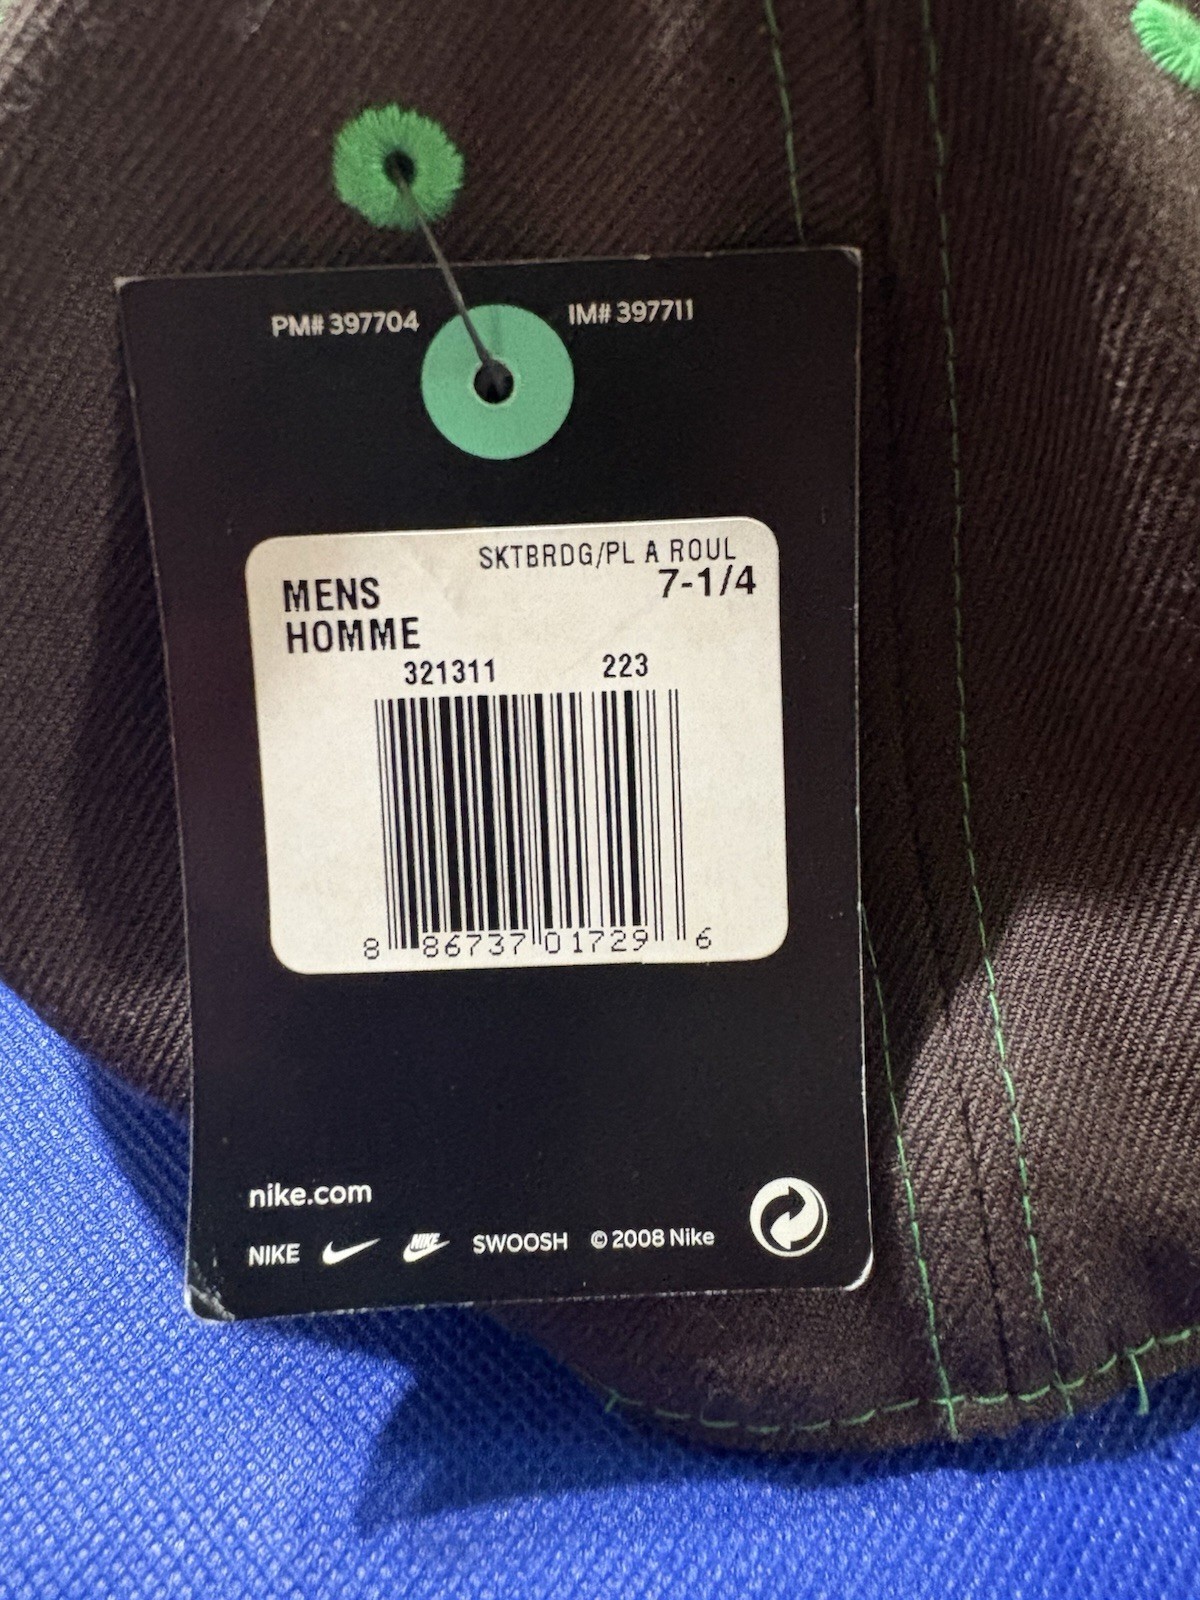 PM# 397704 IM# 397711
SKTBRDG/PL A ROUL
MENS 7-1/4
HOMME
321311 223
8 86737 01729 6
nike.com
NIKE NIKE SWOOSH © 2008 Nike